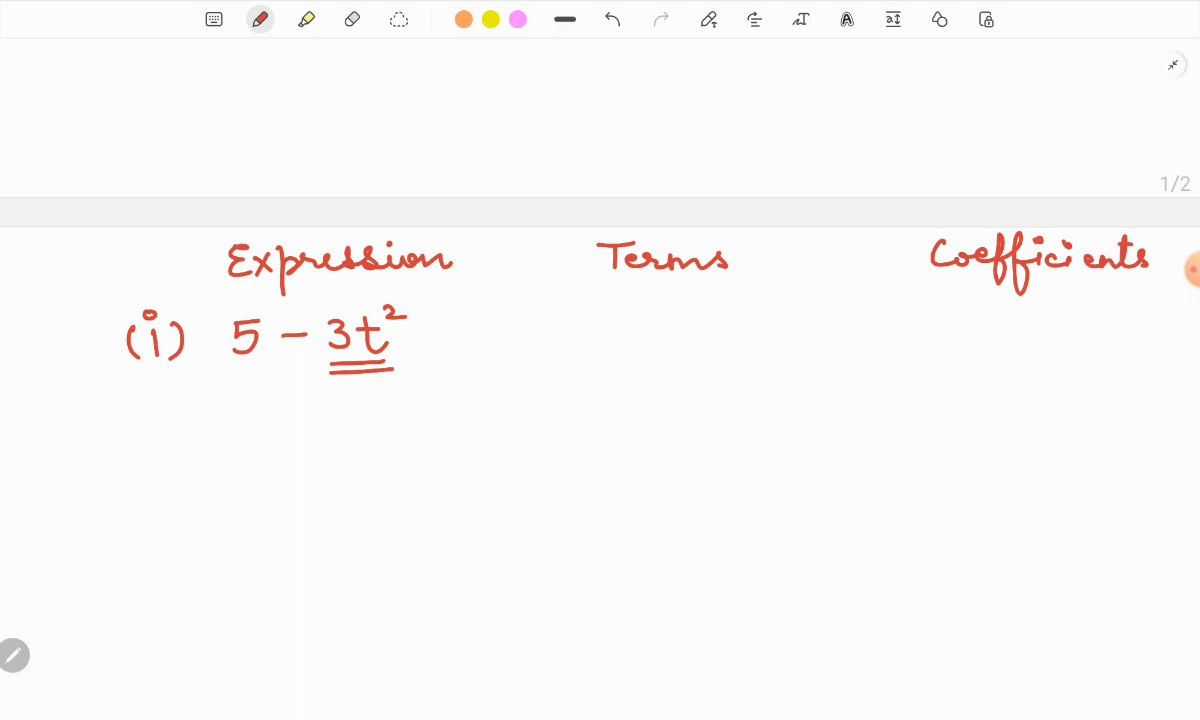 1/2
Expression Terms Coefficients
(i) 5 - 3t²